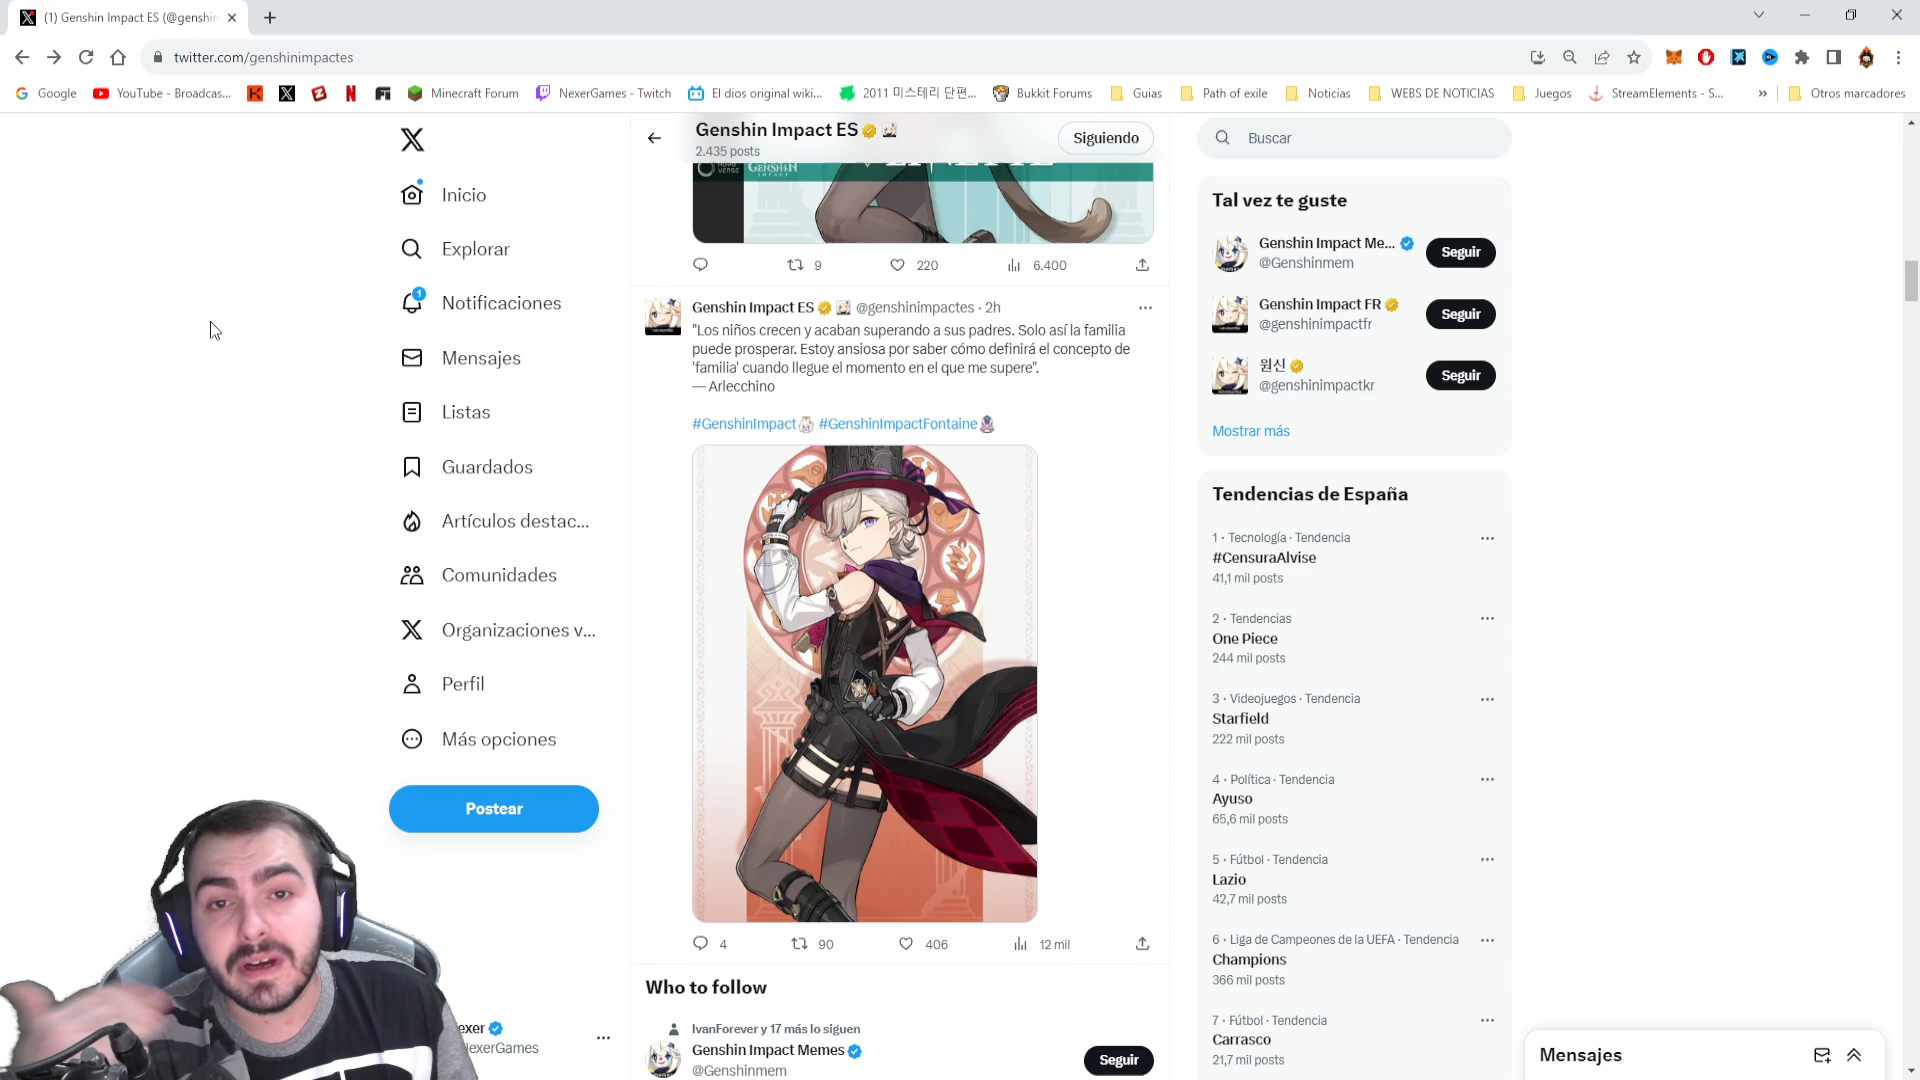 (1) Genshin Impact ES (@genshin
twitter.com/genshinimpactes
Google
YouTube - Broadcas...
Minecraft Forum
NexerGames - Twitch
El dios original wiki...
2011 미스테리 단편...
Bukkit Forums
Guias
Path of exile
Noticias
WEBS DE NOTICIAS
Juegos
StreamElements - S...
»
Otros marcadores
Inicio
Explorar
1
Notificaciones
Mensajes
Listas
Guardados
Artículos destac...
Comunidades
Organizaciones v...
Perfil
Más opciones
Postear
exer
lexerGames
Genshin Impact ES
2.435 posts
Siguiendo
GENSHIN
IMPACT
9
220
6.400
Genshin Impact ES @genshinimpactes · 2h
"Los niños crecen y acaban superando a sus padres. Solo así la familia
puede prosperar. Estoy ansiosa por saber cómo definirá el concepto de
'familia' cuando llegue el momento en el que me supere".
— Arlecchino
#GenshinImpact #GenshinImpactFontaine
4
90
406
12 mil
Who to follow
IvanForever y 17 más lo siguen
Genshin Impact Memes
@Genshinmem
Seguir
Buscar
Tal vez te guste
Genshin Impact Me...
@Genshinmem
Seguir
Genshin Impact FR
@genshinimpactfr
Seguir
원신
@genshinimpactkr
Seguir
Mostrar más
Tendencias de España
1 · Tecnología · Tendencia
#CensuraAlvise
41,1 mil posts
2 · Tendencias
One Piece
244 mil posts
3 · Videojuegos · Tendencia
Starfield
222 mil posts
4 · Política · Tendencia
Ayuso
65,6 mil posts
5 · Fútbol · Tendencia
Lazio
42,7 mil posts
6 · Liga de Campeones de la UEFA · Tendencia
Champions
366 mil posts
7 · Fútbol · Tendencia
Carrasco
21,7 mil posts
Mensajes